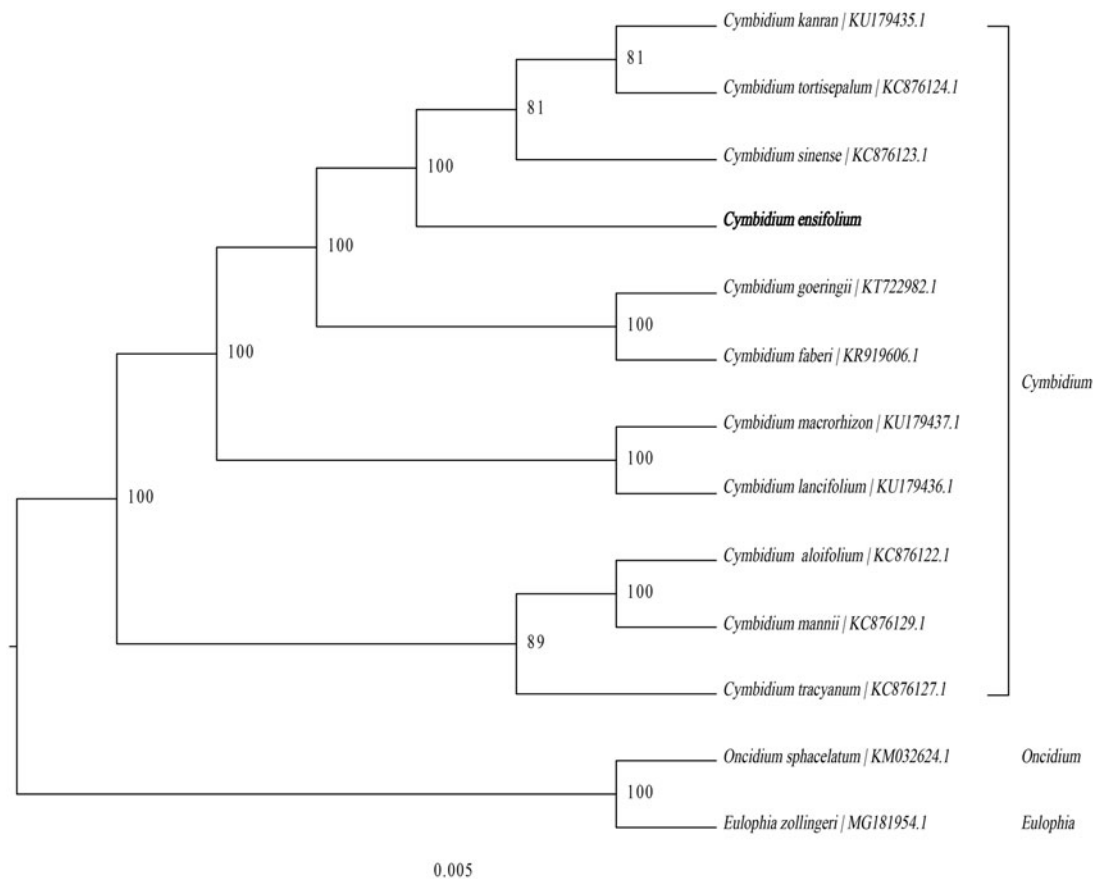 Cymbidium kanran | KU179435.1
81
Cymbidium tortisepalum | KC876124.1
81
Cymbidium sinense | KC876123.1
100
Cymbidium ensifolium
100
Cymbidium goeringii | KT722982.1
100
Cymbidium faberi | KR919606.1
100
Cymbidium
Cymbidium macrorhizon | KU179437.1
100
Cymbidium lancifolium | KU179436.1
100
Cymbidium aloifolium | KC876122.1
100
Cymbidium mannii | KC876129.1
89
Cymbidium tracyanum | KC876127.1
Oncidium sphacelatum | KM032624.1 Oncidium
100
Eulophia zollingeri | MG181954.1 Eulophia
0.005